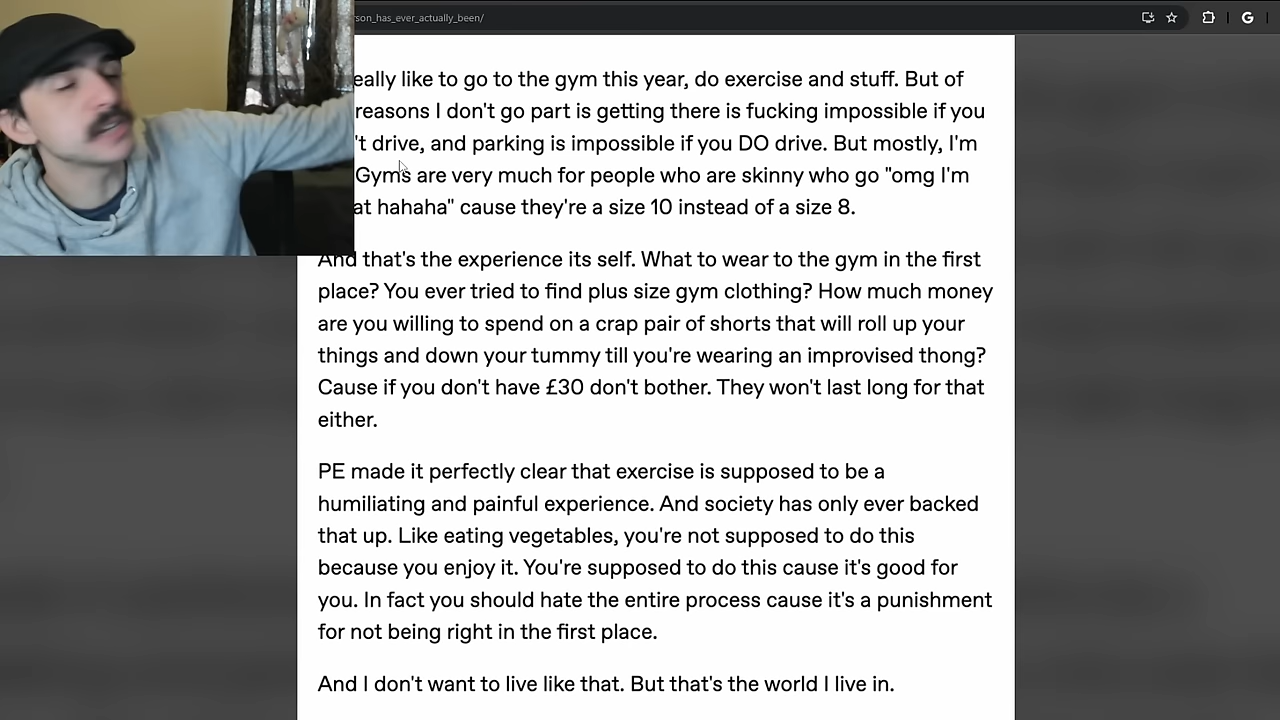 rson_has_ever_actually_been/
eally like to go to the gym this year, do exercise and stuff. But of
reasons I don't go part is getting there is fucking impossible if you
't drive, and parking is impossible if you DO drive. But mostly, I'm
Gyms are very much for people who are skinny who go "omg I'm
at hahaha" cause they're a size 10 instead of a size 8.
And that's the experience its self. What to wear to the gym in the first
place? You ever tried to find plus size gym clothing? How much money
are you willing to spend on a crap pair of shorts that will roll up your
things and down your tummy till you're wearing an improvised thong?
Cause if you don't have £30 don't bother. They won't last long for that
either.
PE made it perfectly clear that exercise is supposed to be a
humiliating and painful experience. And society has only ever backed
that up. Like eating vegetables, you're not supposed to do this
because you enjoy it. You're supposed to do this cause it's good for
you. In fact you should hate the entire process cause it's a punishment
for not being right in the first place.
And I don't want to live like that. But that's the world I live in.